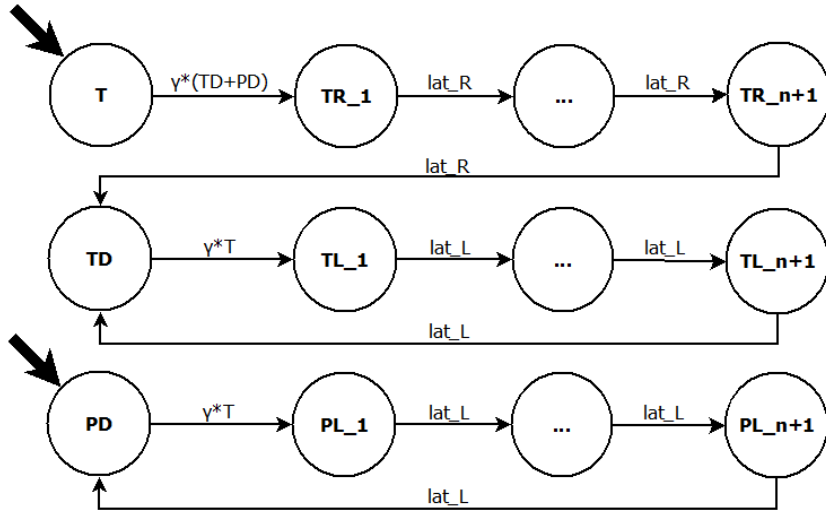 γ*(TD+PD) lat_R lat_R
T TR_1 ... TR_n+1
lat_R
γ*T lat_L lat_L
TD TL_1 ... TL_n+1
lat_L
γ*T lat_L lat_L
PD PL_1 ... PL_n+1
lat_L